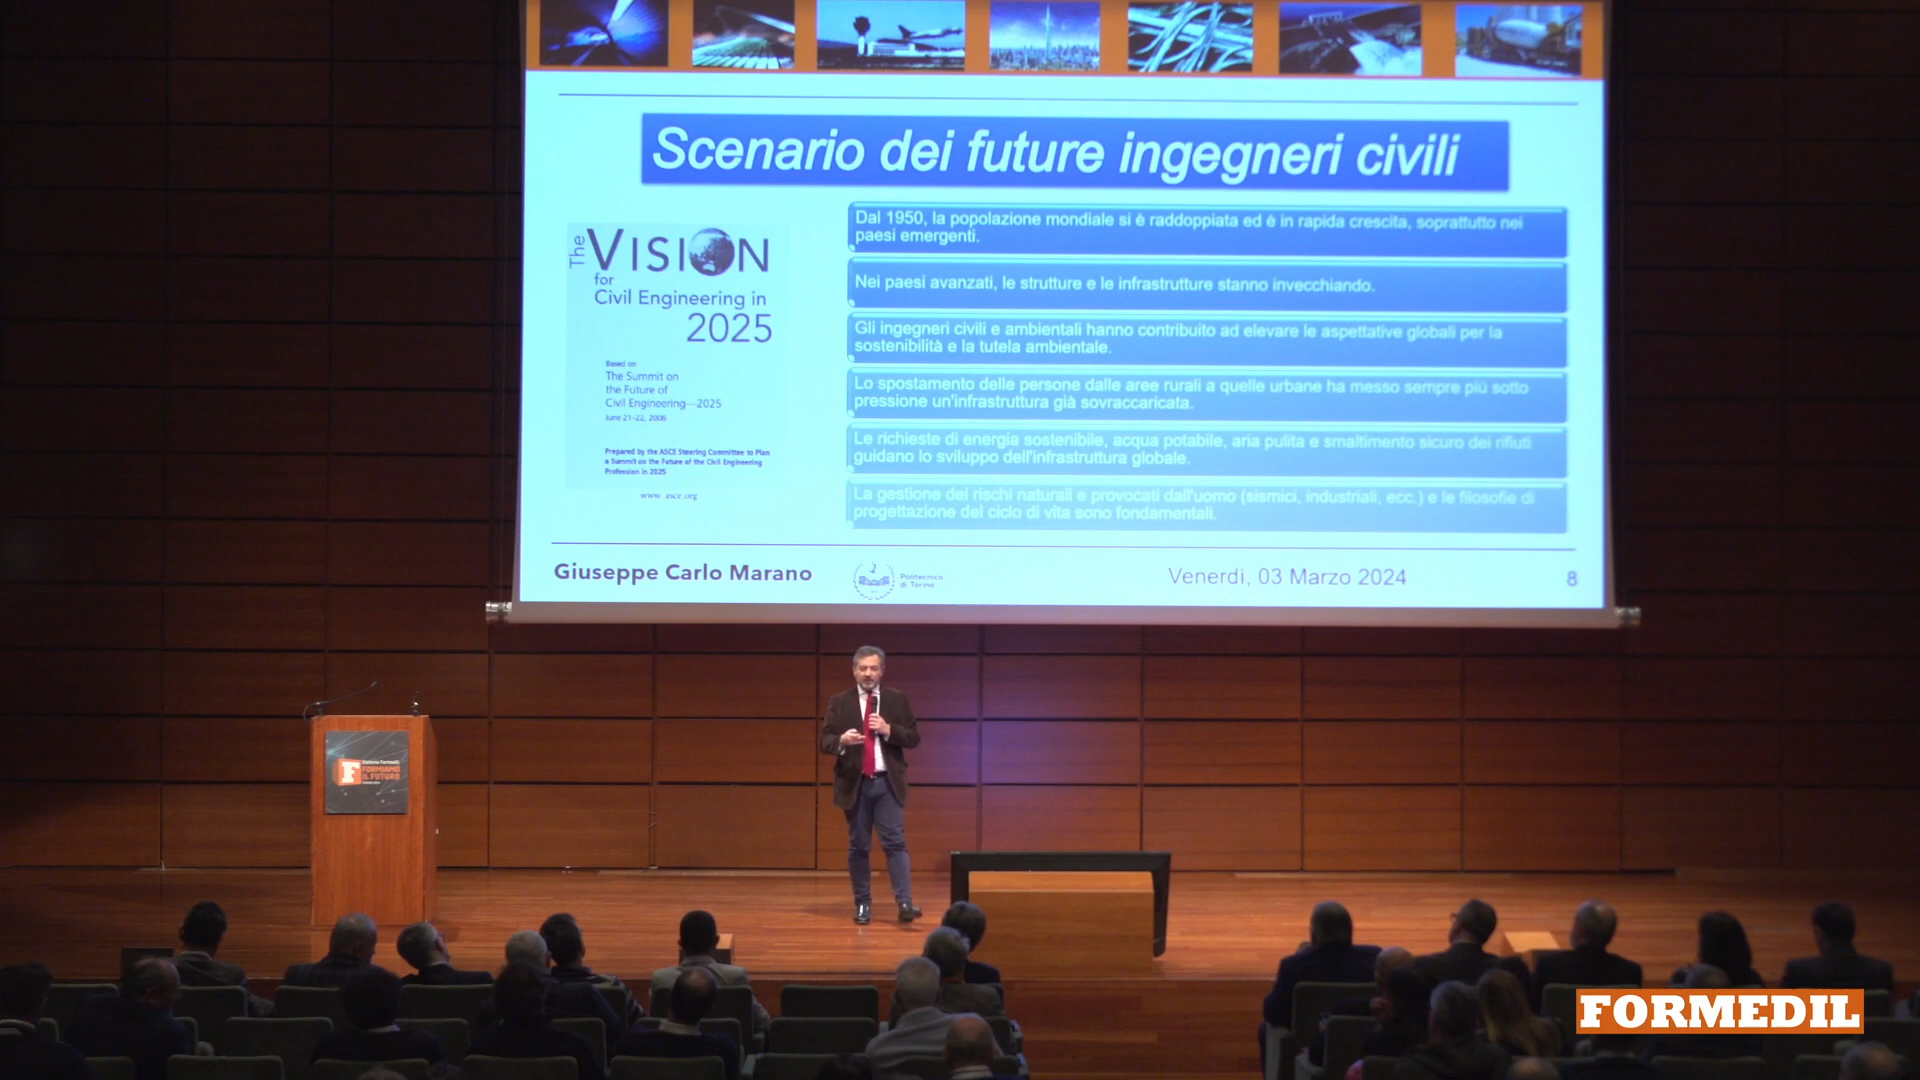 Scenario dei future ingegneri civili
The VISION
for
Civil Engineering in
2025
Based on
The Summit on
the Future of
Civil Engineering—2025
June 21-22, 2006
Prepared by the ASCE Steering Committee to Plan
a Summit on the Future of the Civil Engineering
Profession in 2025
www. asce.org
Dal 1950, la popolazione mondiale si è raddoppiata ed è in rapida crescita, soprattutto nei
paesi emergenti.
Nei paesi avanzati, le strutture e le infrastrutture stanno invecchiando.
Gli ingegneri civili e ambientali hanno contribuito ad elevare le aspettative globali per la
sostenibilità e la tutela ambientale.
Lo spostamento delle persone dalle aree rurali a quelle urbane ha messo sempre più sotto
pressione un'infrastruttura già sovraccaricata.
Le richieste di energia sostenibile, acqua potabile, aria pulita e smaltimento sicuro dei rifiuti
guidano lo sviluppo dell'infrastruttura globale.
La gestione dei rischi naturali e provocati dall'uomo (sismici, industriali, ecc.) e le filosofie di
progettazione del ciclo di vita sono fondamentali.
Giuseppe Carlo Marano
Politecnico
di Torino
Venerdì, 03 Marzo 2024
8
F
Sistema Formedil
FORMIAMO
IL FUTURO
FORMEDIL